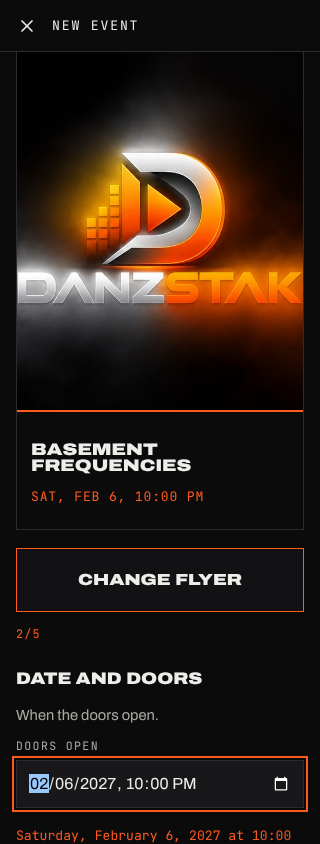 NEW EVENT
DANZSTAK
BASEMENT
FREQUENCIES
SAT, FEB 6, 10:00 PM
CHANGE FLYER
2/5
DATE AND DOORS
When the doors open.
DOORS OPEN
02/06/2027, 10:00 PM
Saturday, February 6, 2027 at 10:00